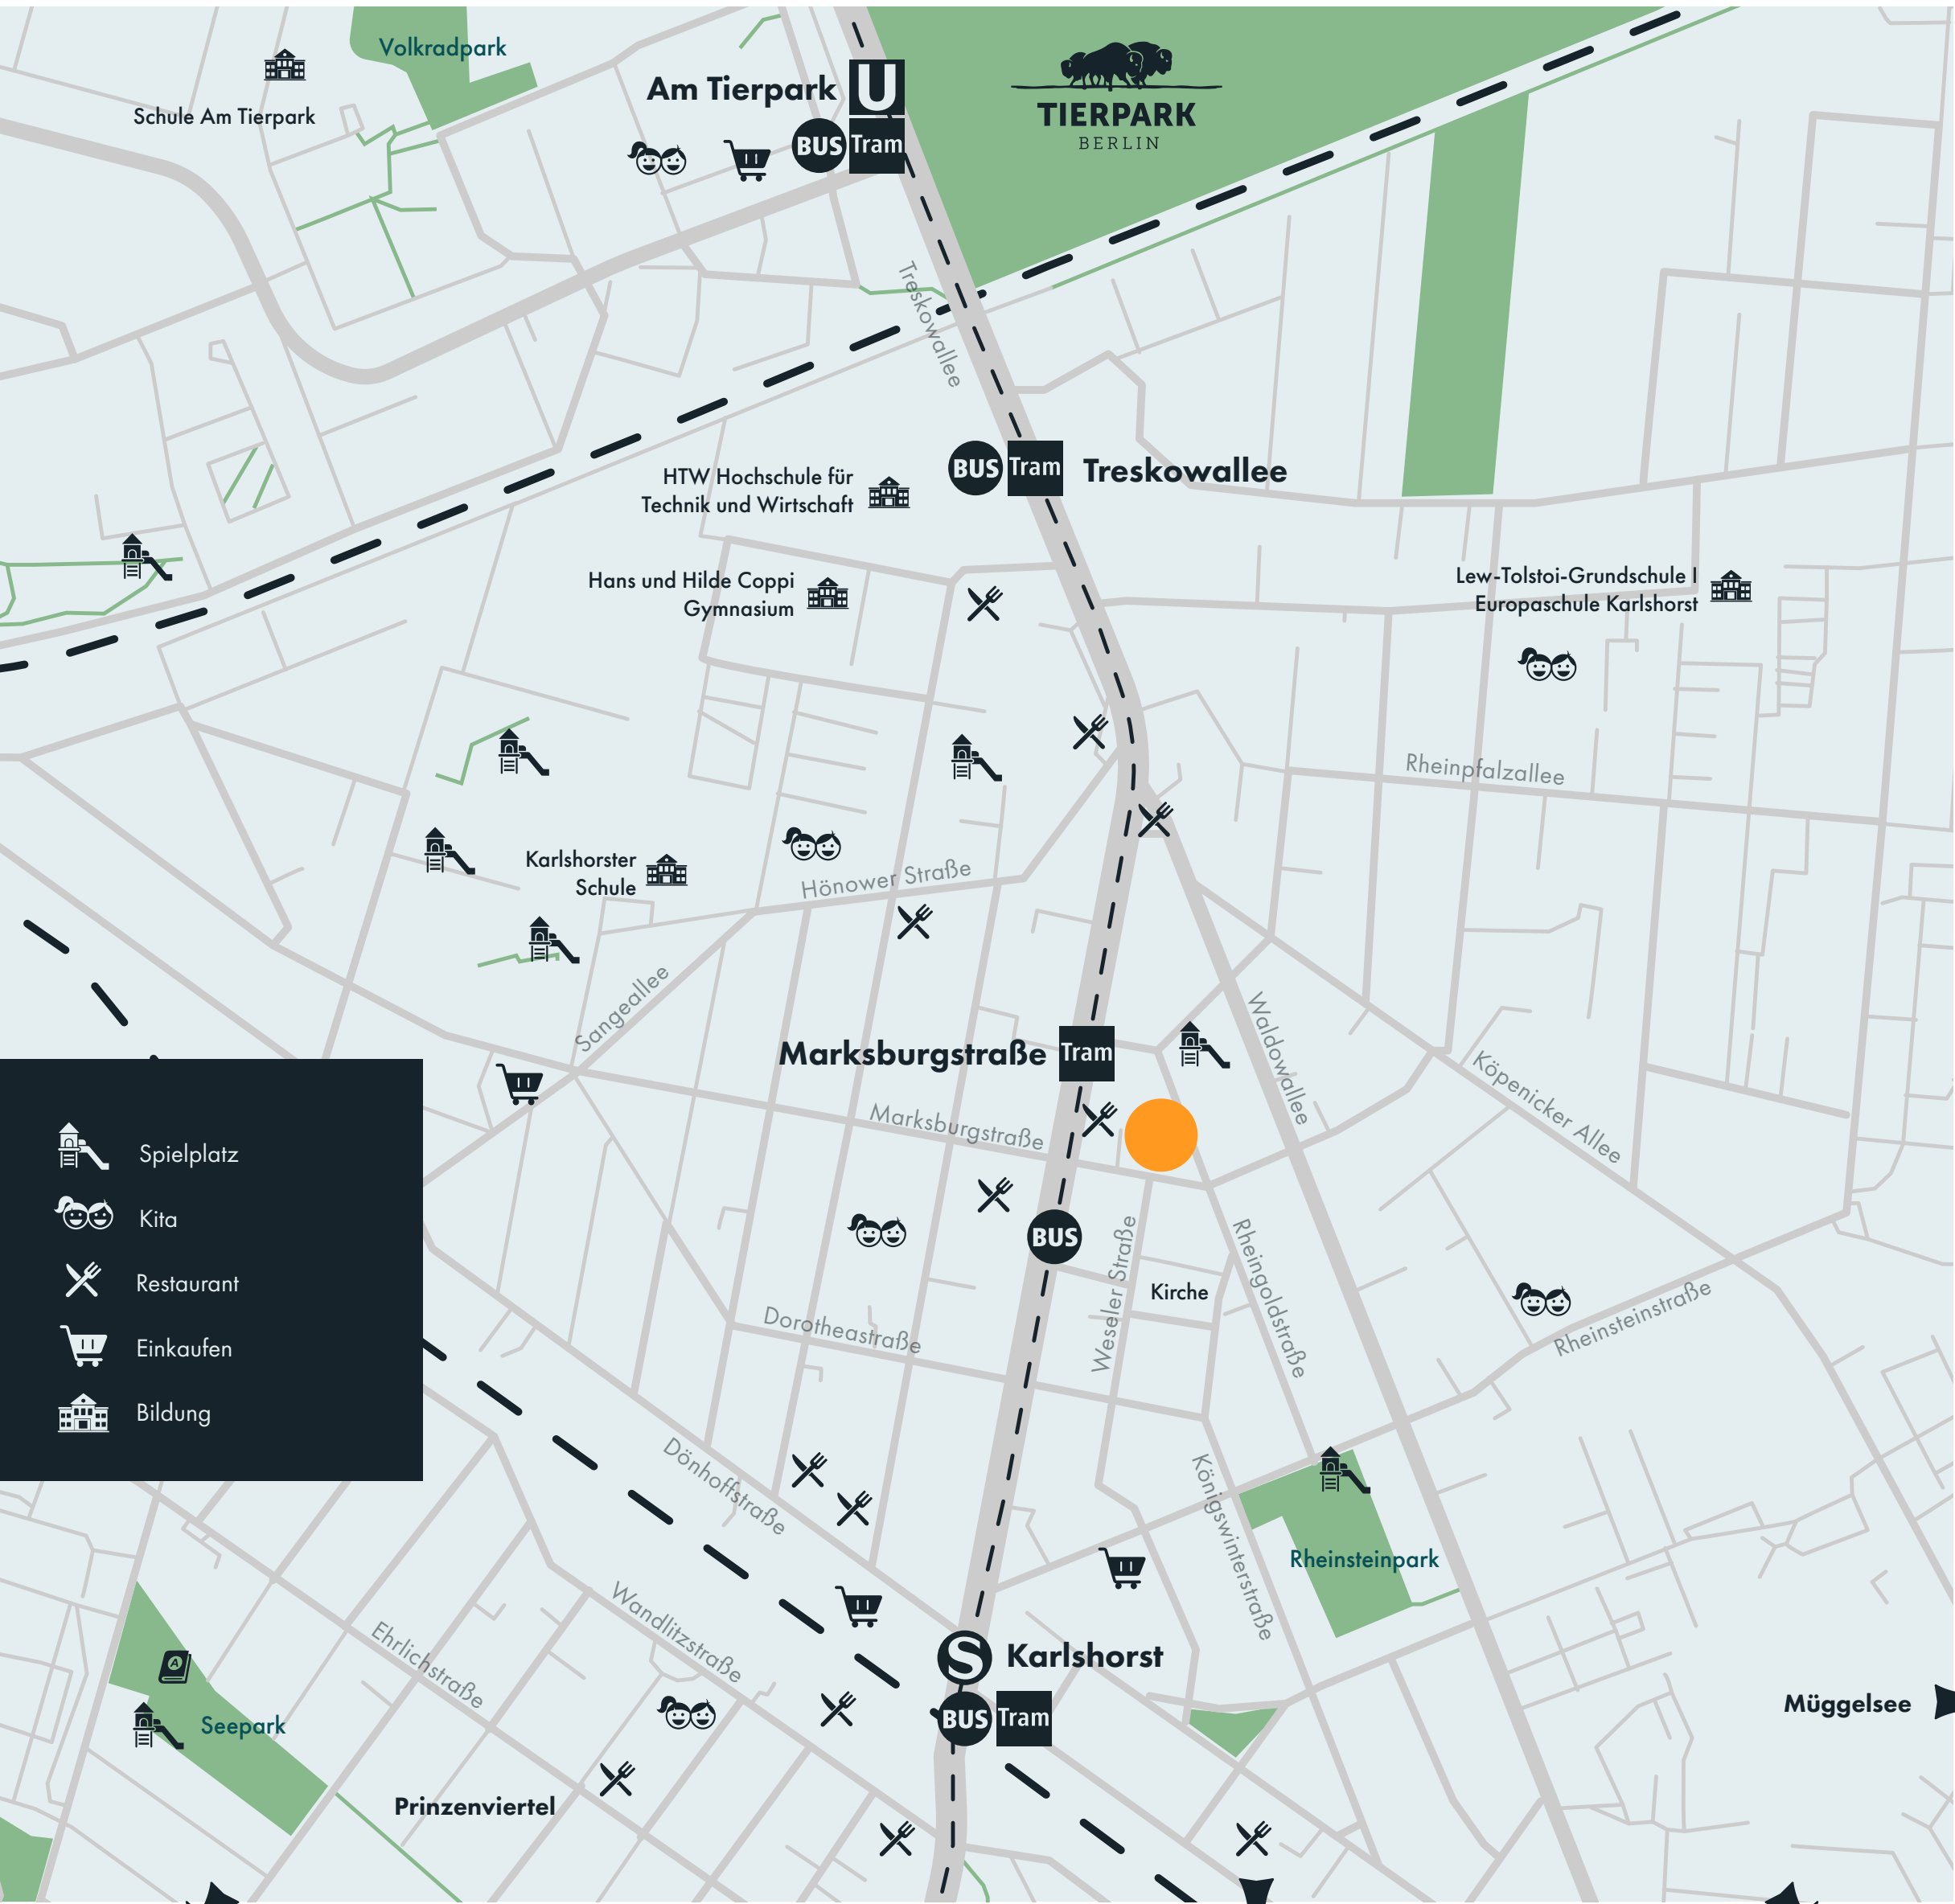 Volkradpark
Schule Am Tierpark
Am Tierpark
U
BUS
Tram
TIERPARK
BERLIN
Treskowallee
BUS
Tram
Treskowallee
HTW Hochschule für
Technik und Wirtschaft
Hans und Hilde Coppi
Gymnasium
Lew-Tolstoi-Grundschule I
Europaschule Karlshorst
Rheinpfalzallee
Karlshorster
Schule
Hönower Straße
Sangeallee
Marksburgstraße
Tram
Waldowallee
Köpenicker Allee
Marksburgstraße
BUS
Weseler Straße
Kirche
Rheingoldstraße
Rheinsteinstraße
Dorotheastraße
Spielplatz
Kita
Restaurant
Einkaufen
Bildung
Dönhoffstraße
Königswinterstraße
Rheinsteinpark
Wandlitzstraße
Ehrlichstraße
S
Karlshorst
BUS
Tram
A
Seepark
Müggelsee
Prinzenviertel